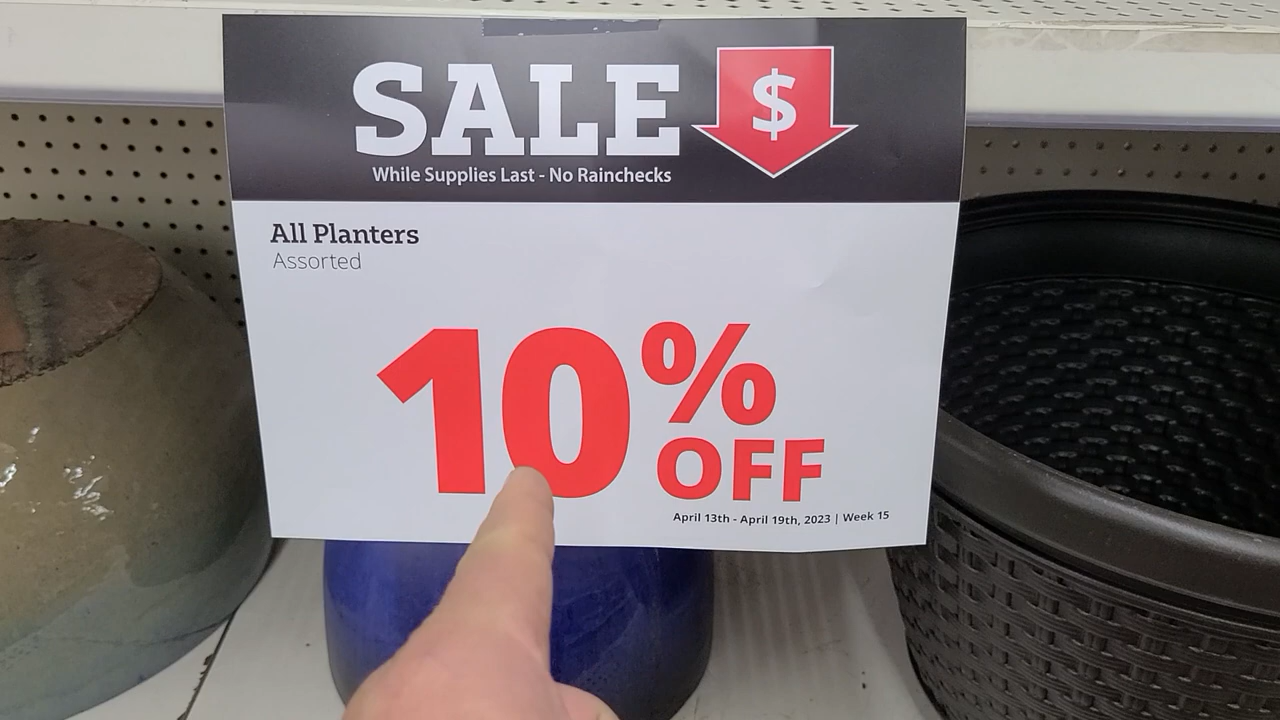 SALE $
While Supplies Last - No Rainchecks
All Planters
Assorted
10% OFF
April 13th - April 19th, 2023 | Week 15